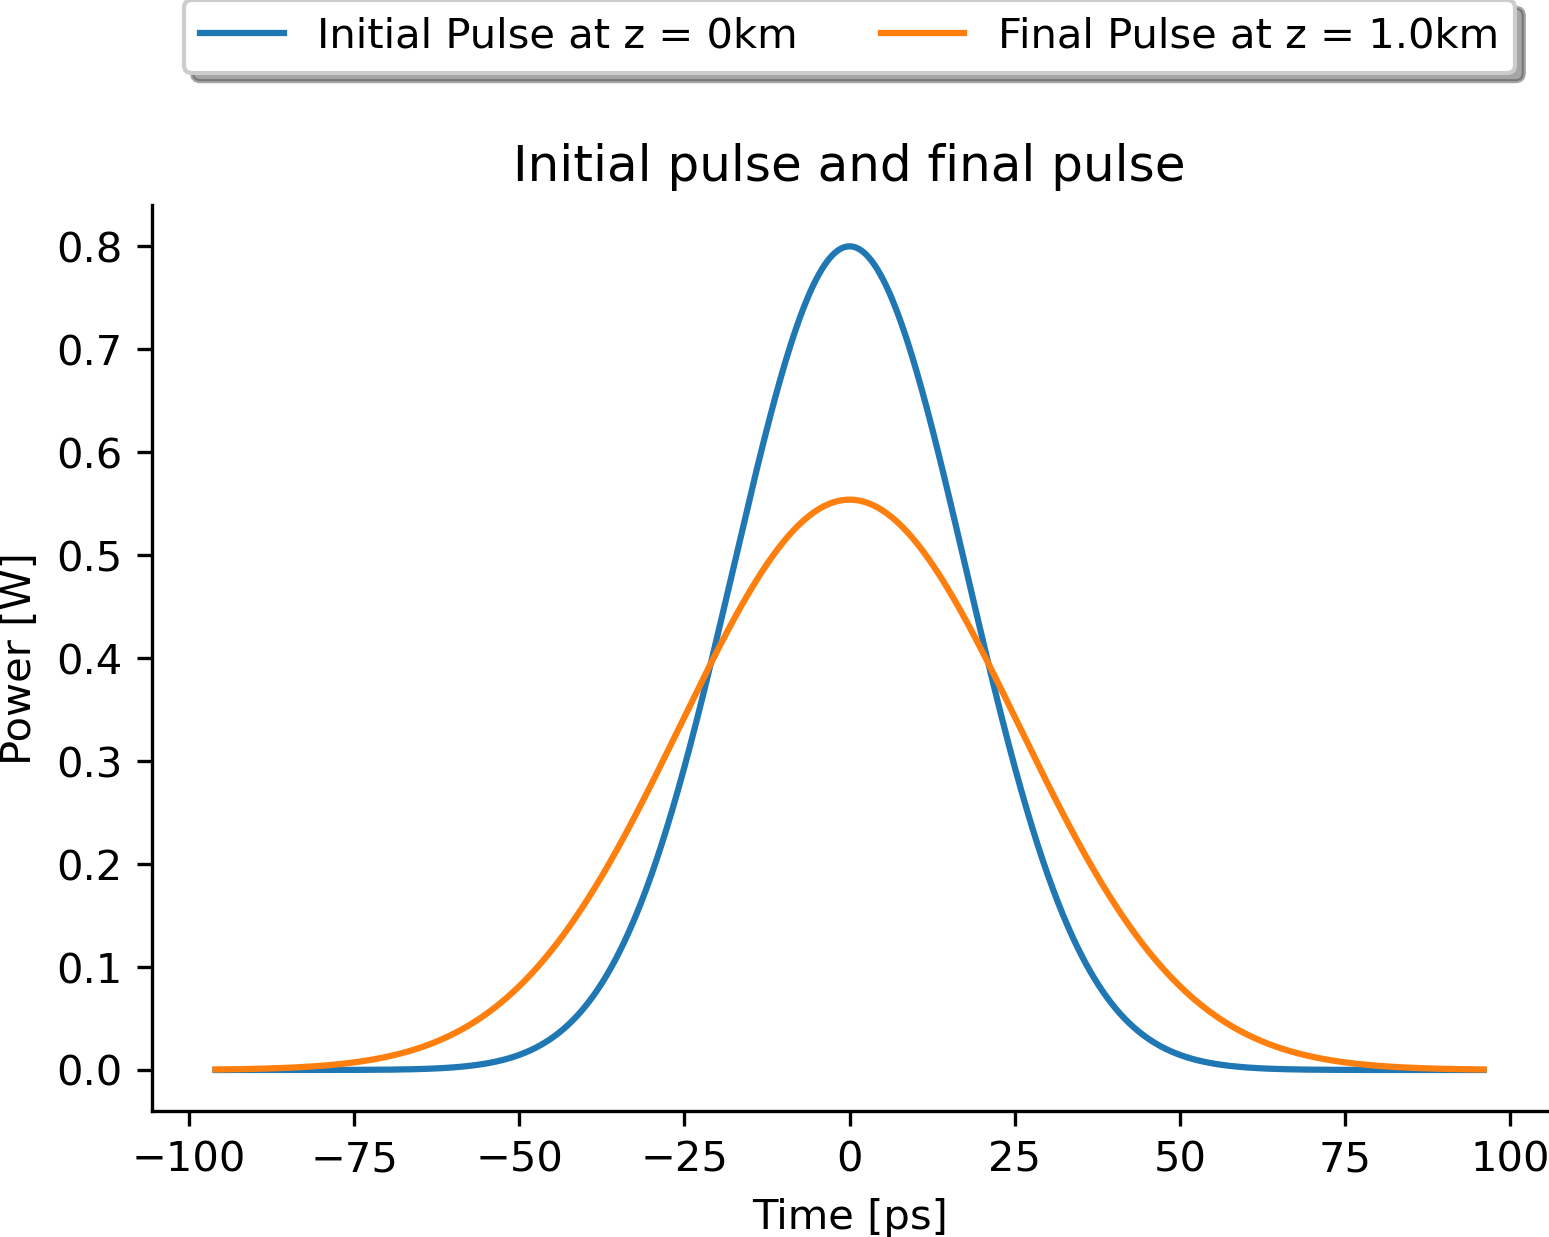 Initial Pulse at z = 0km
Final Pulse at z = 1.0km
Initial pulse and final pulse
Power [W]
0.8
0.7
0.6
0.5
0.4
0.3
0.2
0.1
0.0
−100 −75 −50 −25 0 25 50 75 100
Time [ps]